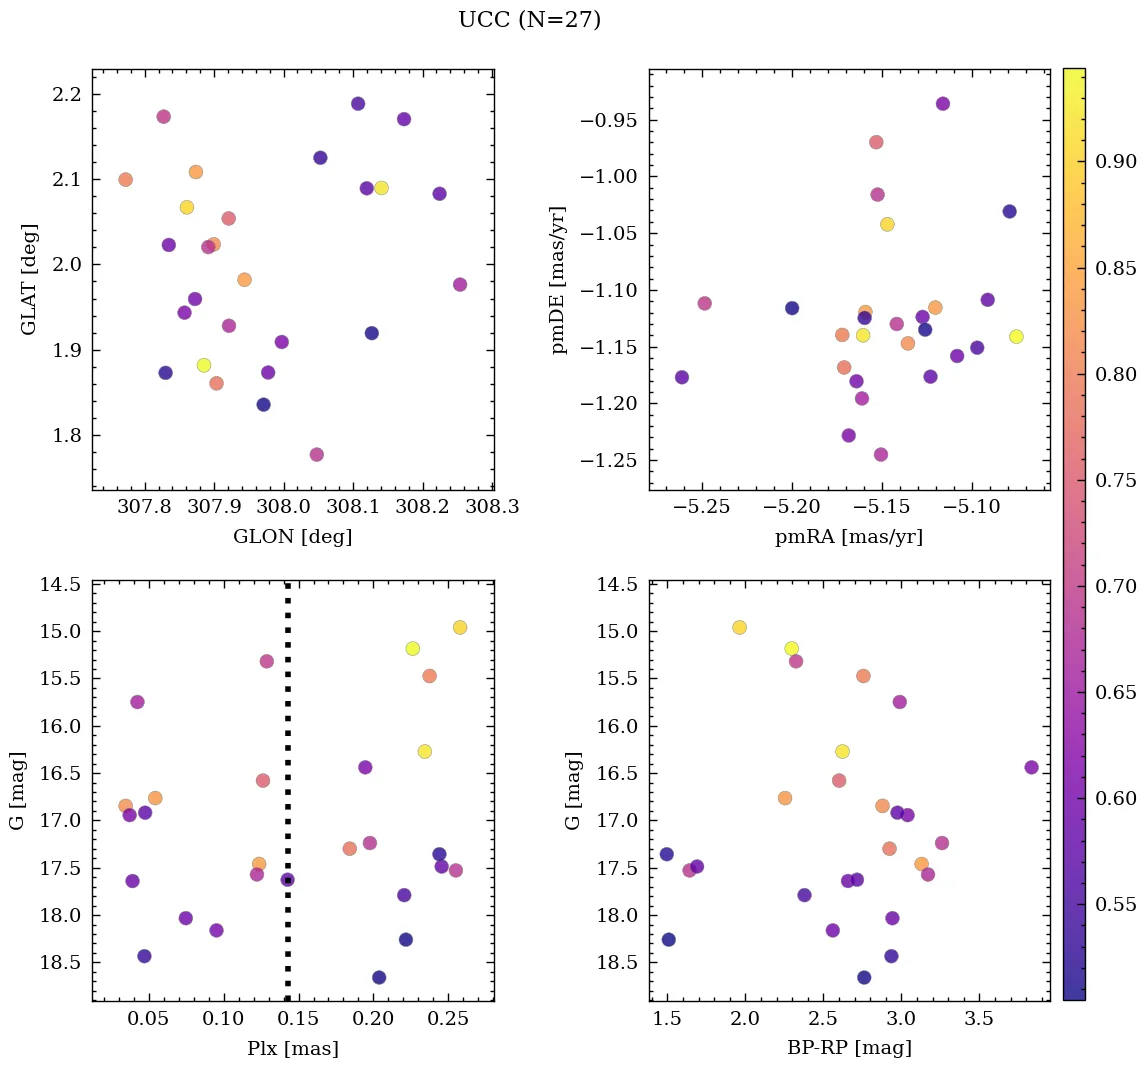 UCC (N=27)
2.2
2.1
2.0
1.9
1.8
GLAT [deg]
307.8 307.9 308.0 308.1 308.2 308.3
GLON [deg]
−0.95
−1.00
−1.05
−1.10
−1.15
−1.20
−1.25
pmDE [mas/yr]
−5.25 −5.20 −5.15 −5.10
pmRA [mas/yr]
0.90
0.85
0.80
0.75
0.70
0.65
0.60
0.55
14.5
15.0
15.5
16.0
16.5
17.0
17.5
18.0
18.5
G [mag]
0.05 0.10 0.15 0.20 0.25
Plx [mas]
14.5
15.0
15.5
16.0
16.5
17.0
17.5
18.0
18.5
G [mag]
1.5 2.0 2.5 3.0 3.5
BP-RP [mag]